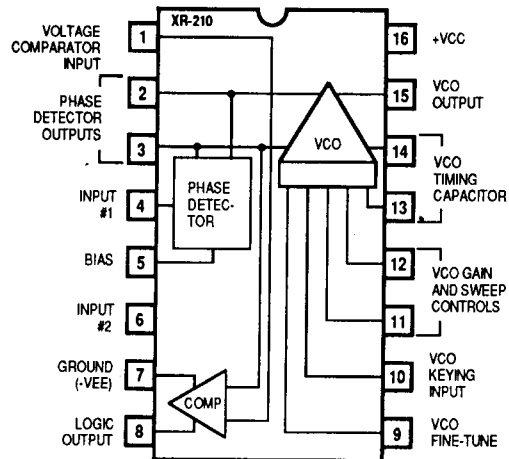 XR-210
VOLTAGE
COMPARATOR
INPUT
1
PHASE
DETECTOR
OUTPUTS
2
3
INPUT
#1
4
BIAS
5
INPUT
#2
6
GROUND
(-VEE)
7
LOGIC
OUTPUT
8
PHASE
DETEC-
TOR
VCO
COMP
16
+VCC
15
VCO
OUTPUT
14
13
VCO
TIMING
CAPACITOR
12
11
VCO GAIN
AND SWEEP
CONTROLS
10
VCO
KEYING
INPUT
9
VCO
FINE-TUNE